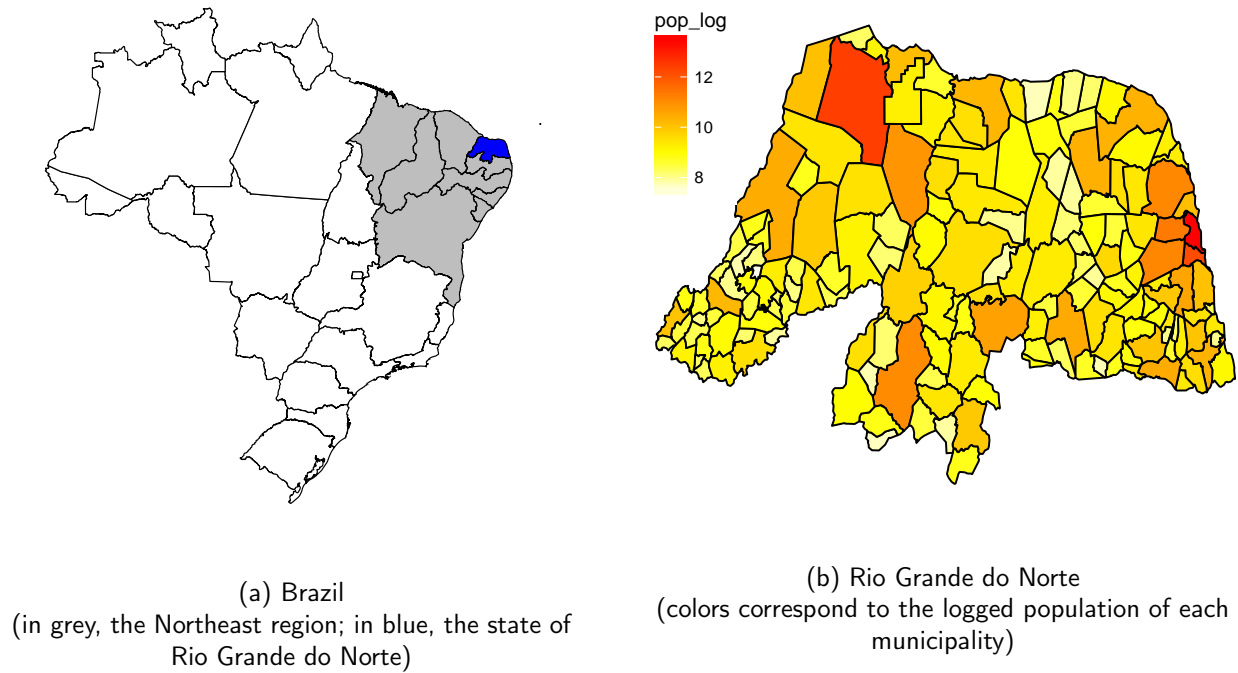 pop_log
12
10
8
(a) Brazil
(in grey, the Northeast region; in blue, the state of
Rio Grande do Norte)
(b) Rio Grande do Norte
(colors correspond to the logged population of each
municipality)